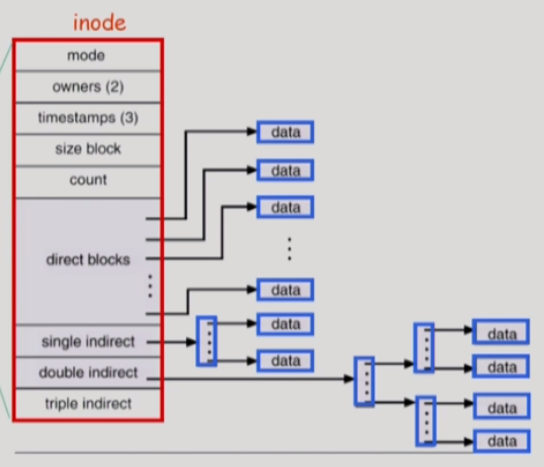 inode
mode
owners (2)
timestamps (3)
size block
count
direct blocks
single indirect
double indirect
triple indirect
data
data
data
data
data
data
data
data
data
data